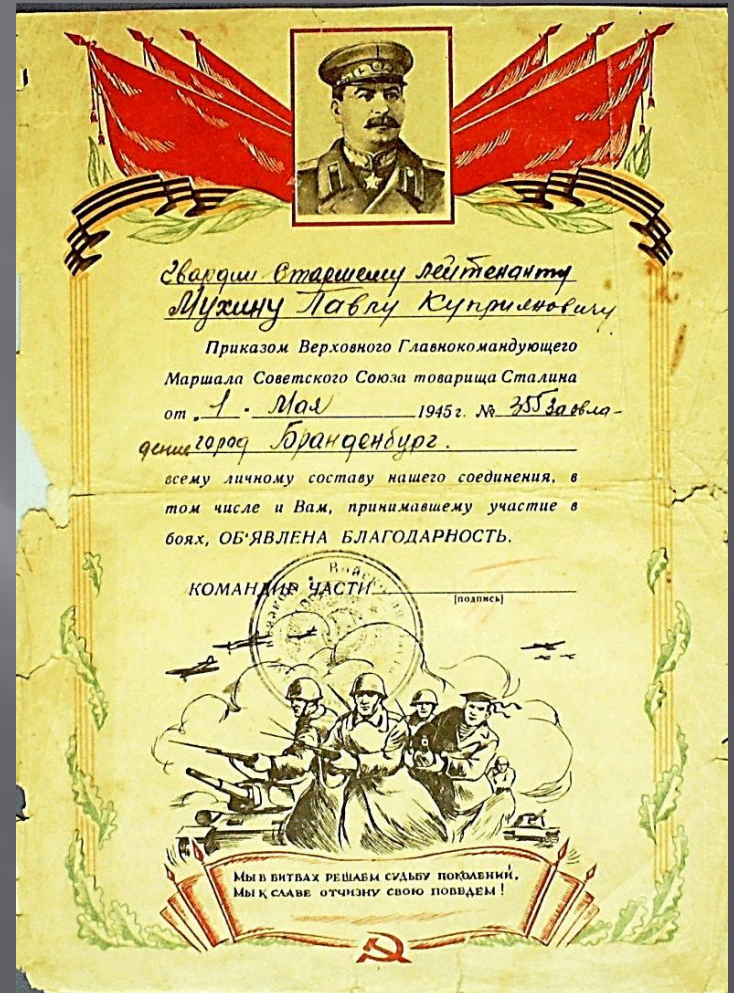 Гвардии Старшему лейтенанту
Мухину Павлу Куприяновичу
Приказом Верховного Главнокомандующего
Маршала Советского Союза товарища Сталина
от „1“ Мая 1945 г. № 355 за овла-
дение город Бранденбург.
всему личному составу нашего соединения, в
том числе и Вам, принимавшему участие в
боях, ОБ'ЯВЛЕНА БЛАГОДАРНОСТЬ.
КОМАНДИР ЧАСТИ
[подпись]
МЫ В БИТВАХ РЕШАЕМ СУДЬБУ ПОКОЛЕНИЙ,
МЫ К СЛАВЕ ОТЧИЗНУ СВОЮ ПОВЕДЕМ!